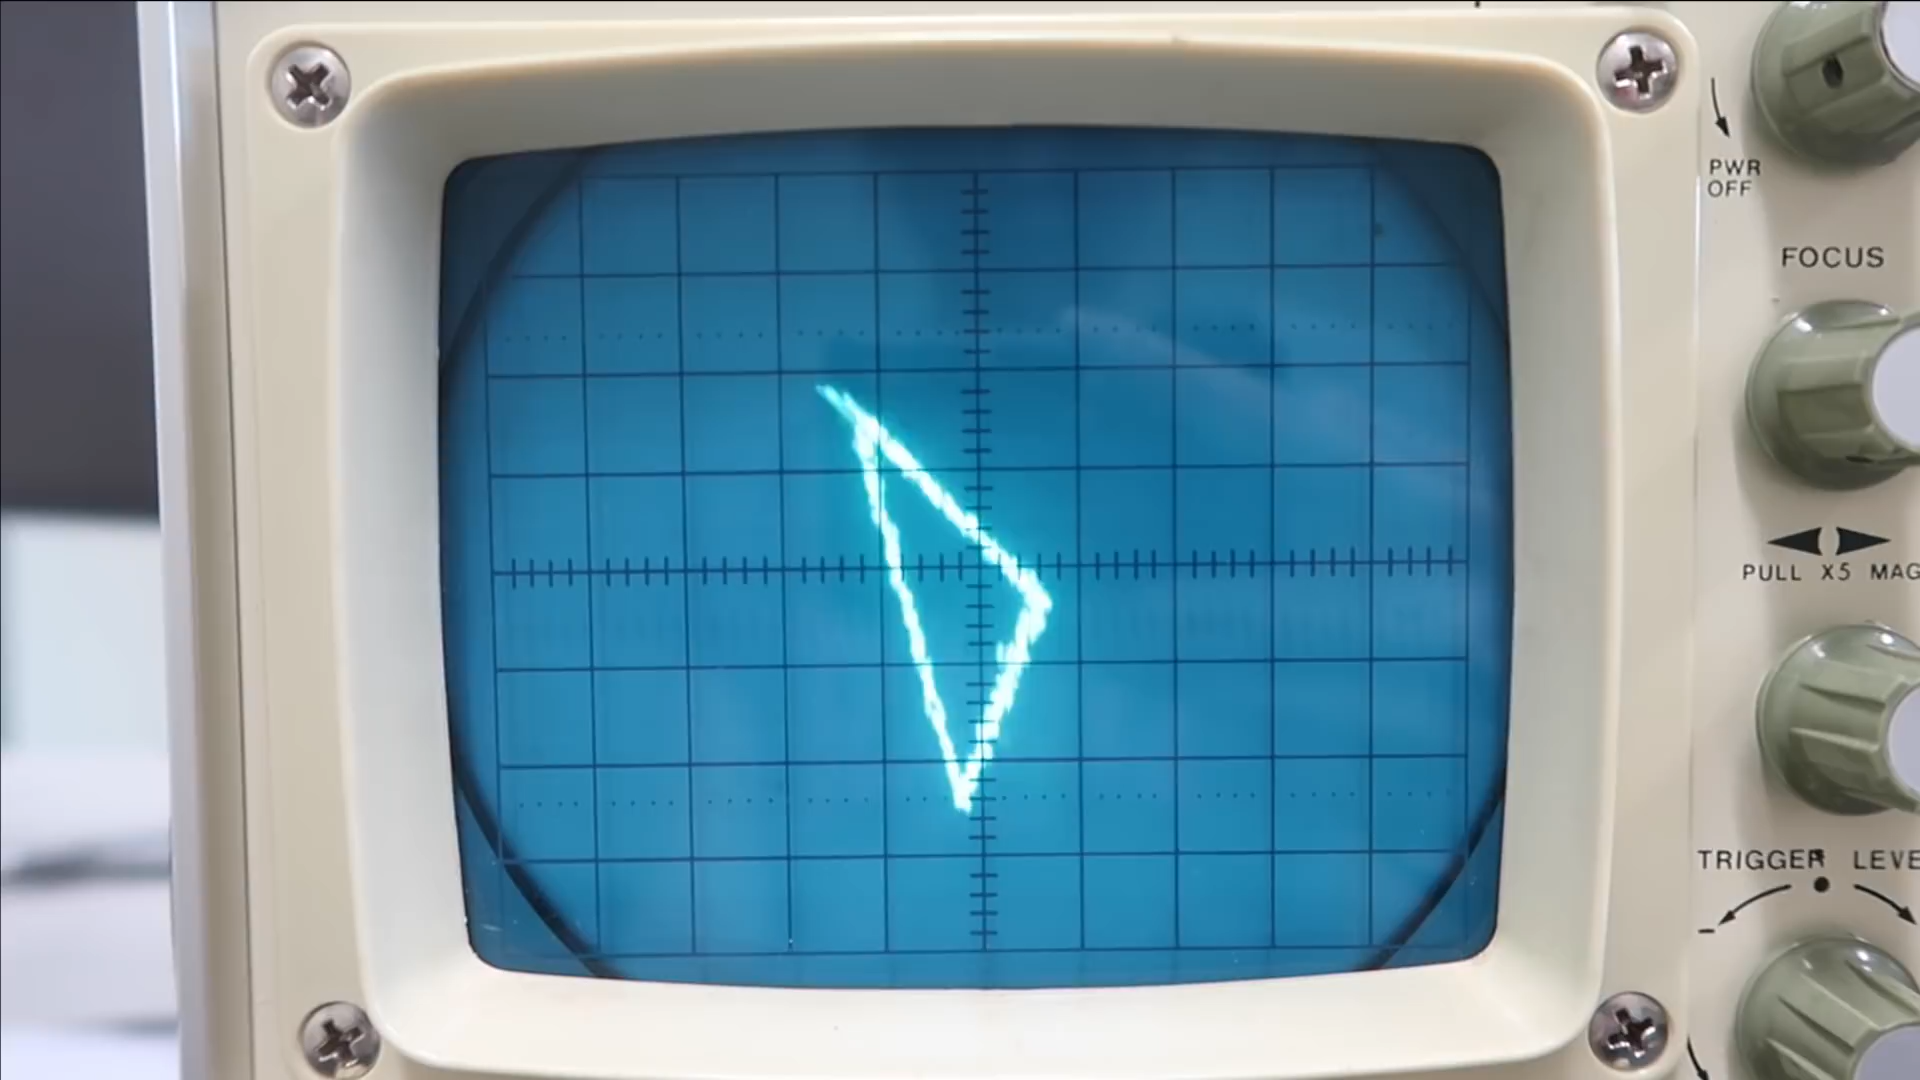 PWR
OFF
FOCUS
PULL X5 MAG
TRIGGER LEVE
-